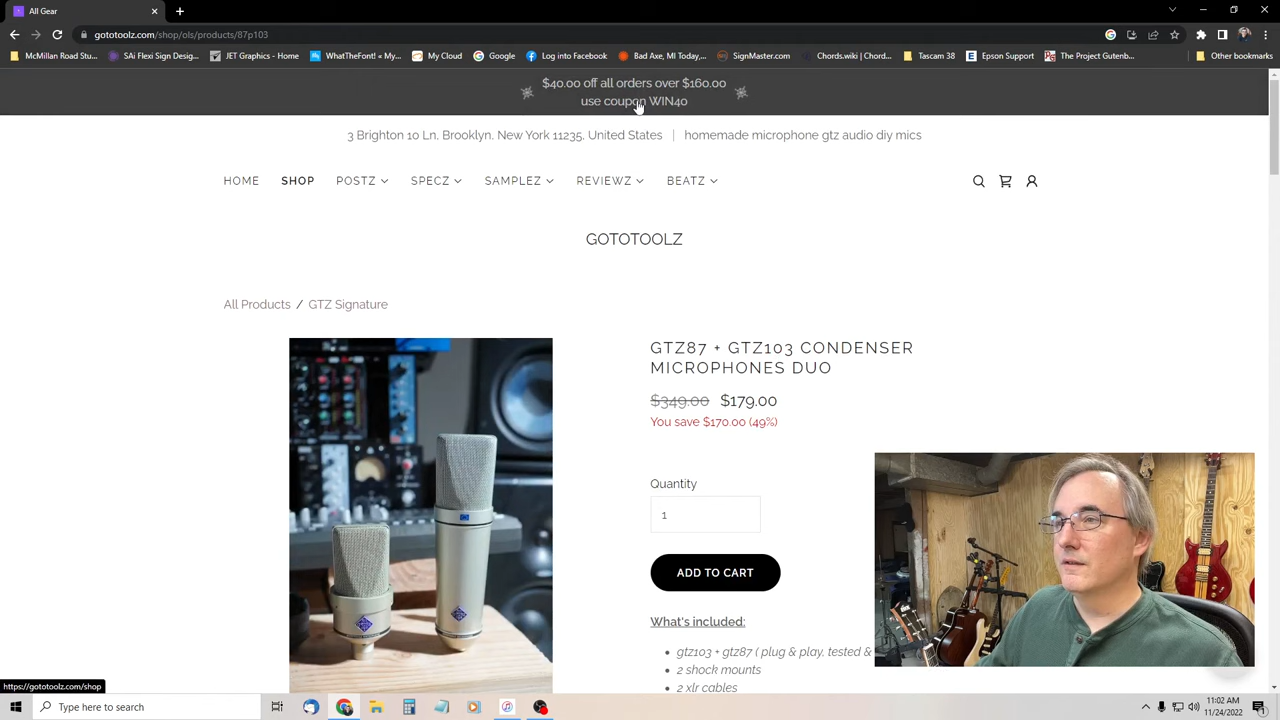 All Gear
gototoolz.com/shop/ols/products/87p103
McMillan Road Stu...
SAi Flexi Sign Desig...
JET Graphics - Home
WhatTheFont! « My...
My Cloud
Google
Log into Facebook
Bad Axe, MI Today,...
SignMaster.com
Chords.wiki Chord...
Tascam 38
Epson Support
The Project Gutenb...
Other bookmarks
$40.00 off all orders over $160.00
use coupon WIN40
3 Brighton 10 Ln, Brooklyn, New York 11235, United States | homemade microphone gtz audio diy mics
HOME SHOP POSTZ SPECZ SAMPLEZ REVIEWZ BEATZ
GOTOTOOLZ
All Products / GTZ Signature
GTZ87 + GTZ103 CONDENSER
MICROPHONES DUO
$349.00 $179.00
You save $170.00 (49%)
Quantity
1
ADD TO CART
What's included:
gtz103 + gtz87 ( plug & play, tested &
2 shock mounts
2 xlr cables
https://gototoolz.com/shop
Type here to search
11:02 AM
11/24/2022